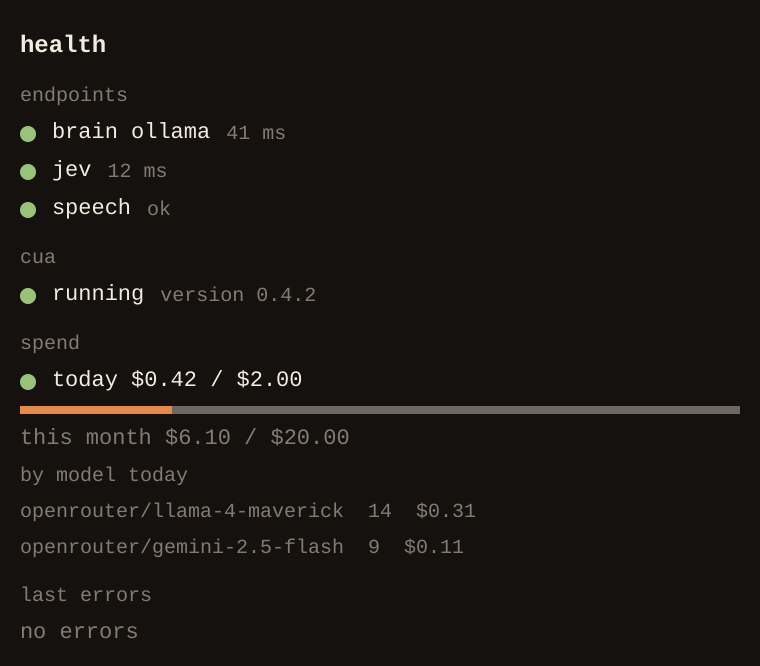 health
endpoints
brain ollama 41 ms
jev 12 ms
speech ok
cua
running version 0.4.2
spend
today $0.42 / $2.00
this month $6.10 / $20.00
by model today
openrouter/llama-4-maverick 14 $0.31
openrouter/gemini-2.5-flash 9 $0.11
last errors
no errors